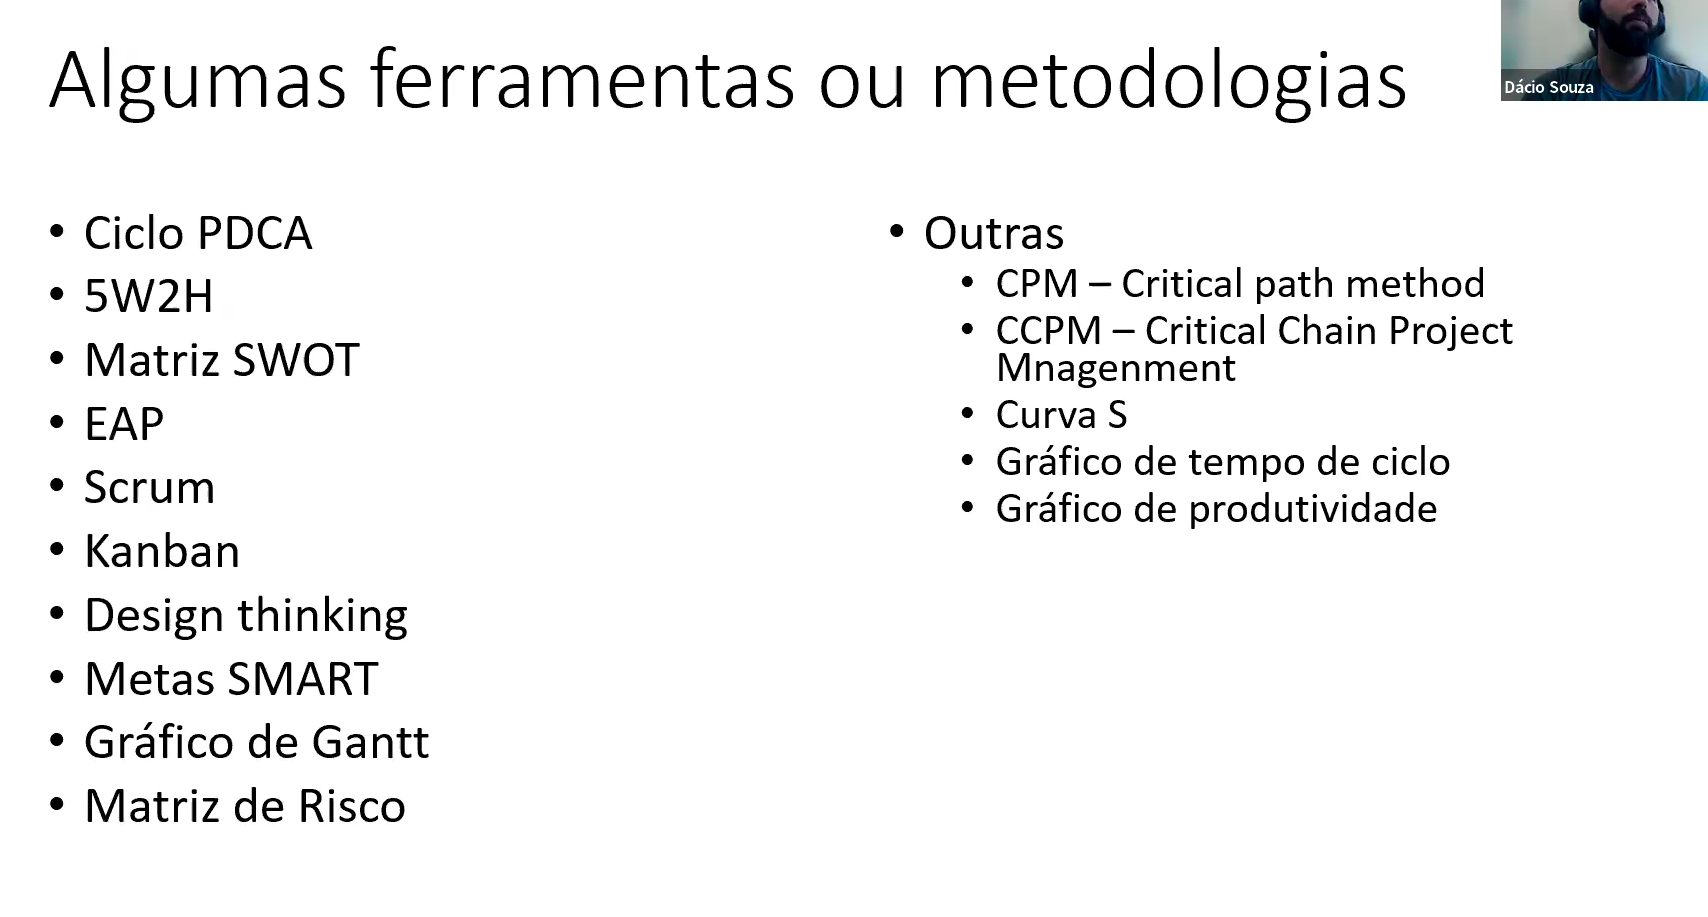 Algumas ferramentas ou metodologias
Dácio Souza
• Ciclo PDCA
• 5W2H
• Matriz SWOT
• EAP
• Scrum
• Kanban
• Design thinking
• Metas SMART
• Gráfico de Gantt
• Matriz de Risco
• Outras
• CPM – Critical path method
• CCPM – Critical Chain Project
Mnagenment
• Curva S
• Gráfico de tempo de ciclo
• Gráfico de produtividade